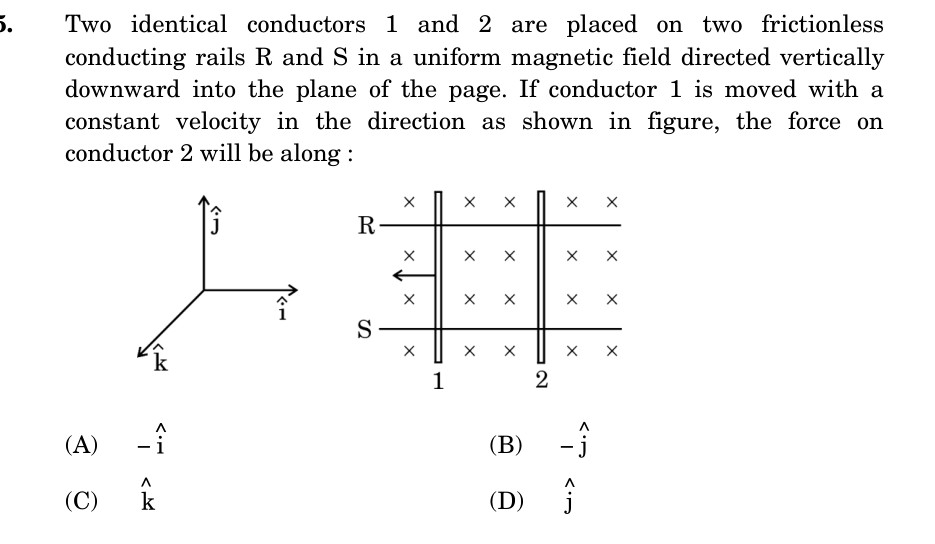 5. Two identical conductors 1 and 2 are placed on two frictionless
conducting rails R and S in a uniform magnetic field directed vertically
downward into the plane of the page. If conductor 1 is moved with a
constant velocity in the direction as shown in figure, the force on
conductor 2 will be along :
ĵ
î
k̂
× × × × ×
R
× × × × ×
× × × × ×
S
× × × × ×
1 2
(A) – î (B) – ĵ
(C) k̂ (D) ĵ